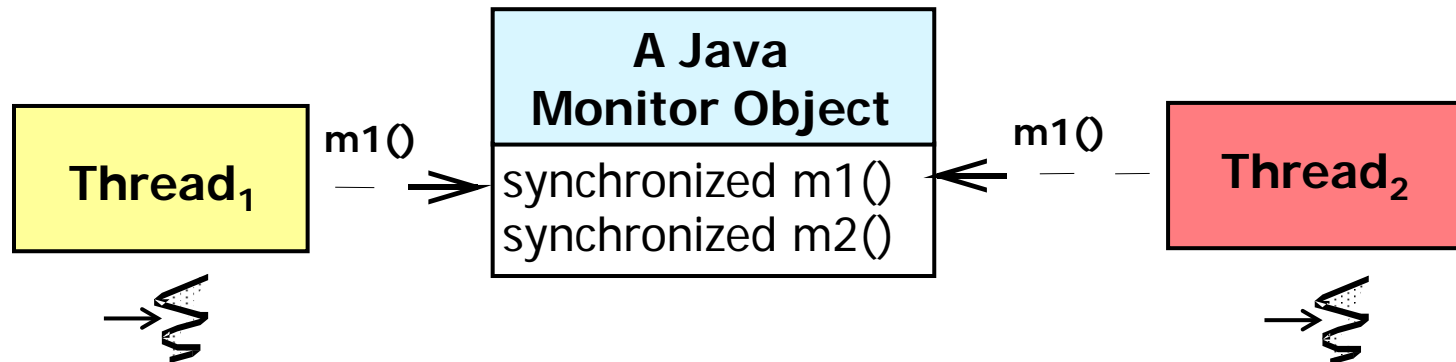 A Java
Monitor Object
m1()
m1()
Thread₁
synchronized m1()
Thread₂
synchronized m2()